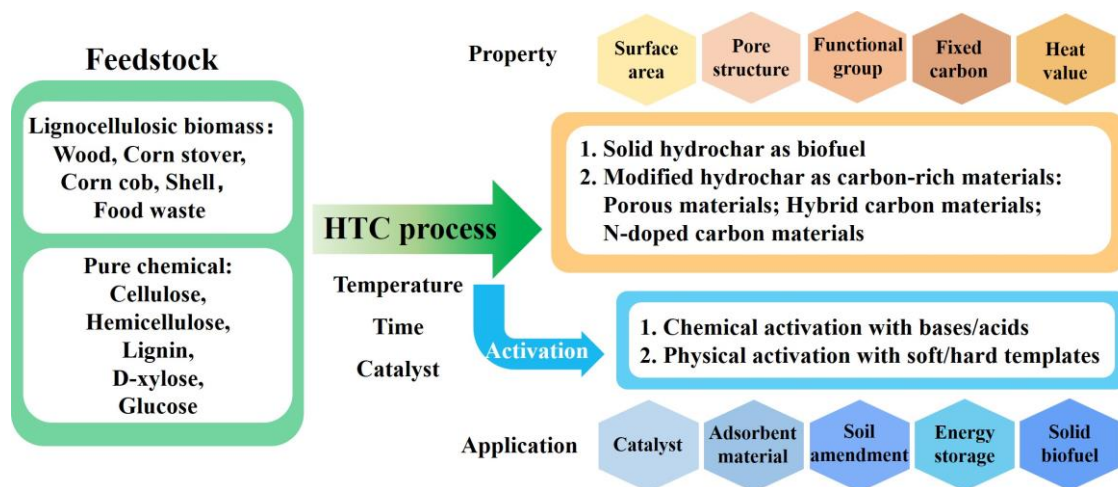 Feedstock
Lignocellulosic biomass：
Wood, Corn stover,
Corn cob, Shell，
Food waste
Pure chemical:
Cellulose,
Hemicellulose,
Lignin,
D-xylose,
Glucose
HTC process
Temperature
Time
Catalyst
Activation
Property
Surface
area
Pore
structure
Functional
group
Fixed
carbon
Heat
value
1. Solid hydrochar as biofuel
2. Modified hydrochar as carbon-rich materials:
Porous materials; Hybrid carbon materials;
N-doped carbon materials
1. Chemical activation with bases/acids
2. Physical activation with soft/hard templates
Application
Catalyst
Adsorbent
material
Soil
amendment
Energy
storage
Solid
biofuel